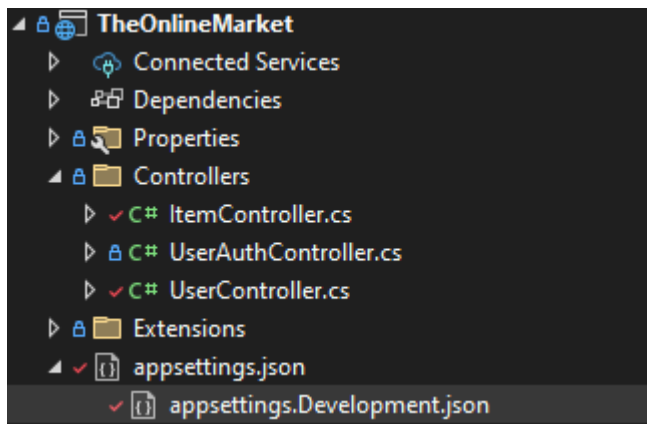 TheOnlineMarket
Connected Services
Dependencies
Properties
Controllers
C# ItemController.cs
C# UserAuthController.cs
C# UserController.cs
Extensions
appsettings.json
appsettings.Development.json